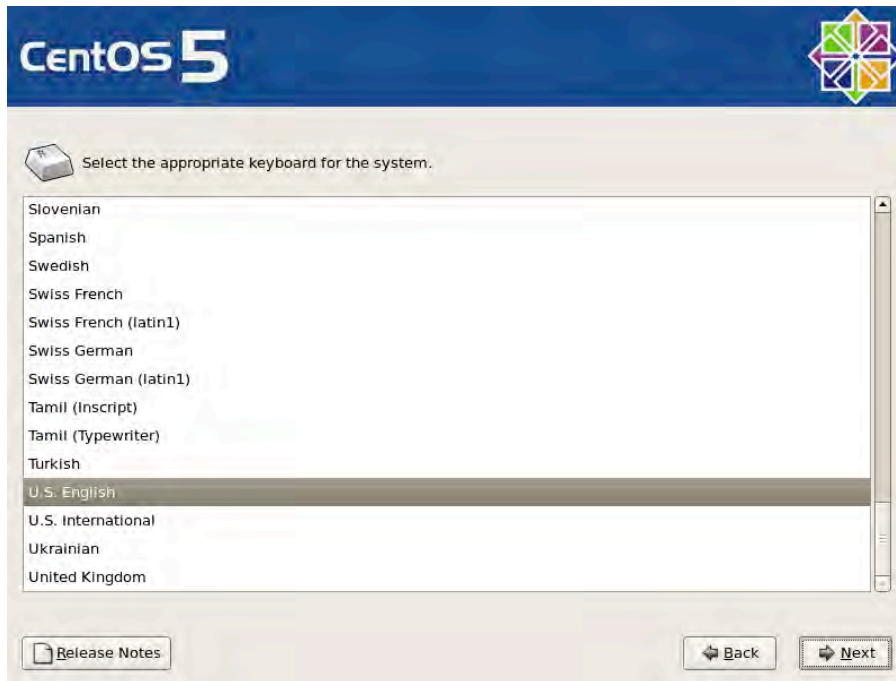 CentOS 5
Select the appropriate keyboard for the system.
Slovenian
Spanish
Swedish
Swiss French
Swiss French (latin1)
Swiss German
Swiss German (latin1)
Tamil (Inscript)
Tamil (Typewriter)
Turkish
U.S. English
U.S. International
Ukrainian
United Kingdom
Release Notes
Back
Next